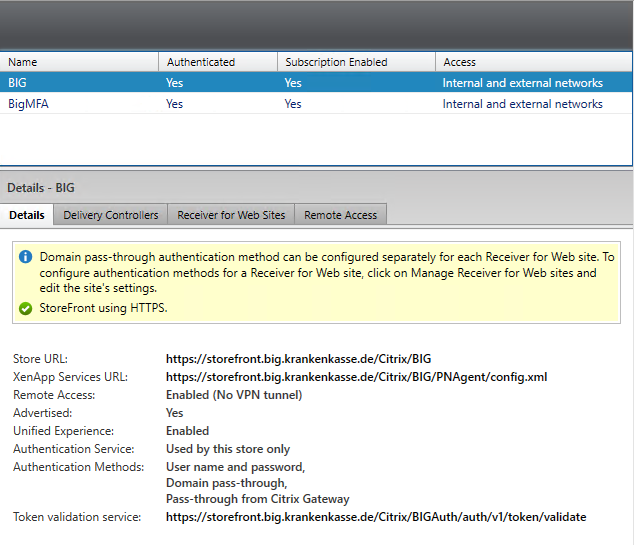 Name Authenticated Subscription Enabled Access
BIG Yes Yes Internal and external networks
BigMFA Yes Yes Internal and external networks
Details - BIG
Details Delivery Controllers Receiver for Web Sites Remote Access
Domain pass-through authentication method can be configured separately for each Receiver for Web site. To
configure authentication methods for a Receiver for Web site, click on Manage Receiver for Web sites and
edit the site's settings.
StoreFront using HTTPS.
Store URL: https://storefront.big.krankenkasse.de/Citrix/BIG
XenApp Services URL: https://storefront.big.krankenkasse.de/Citrix/BIG/PNAgent/config.xml
Remote Access: Enabled (No VPN tunnel)
Advertised: Yes
Unified Experience: Enabled
Authentication Service: Used by this store only
Authentication Methods: User name and password,
Domain pass-through,
Pass-through from Citrix Gateway
Token validation service: https://storefront.big.krankenkasse.de/Citrix/BIGAuth/auth/v1/token/validate